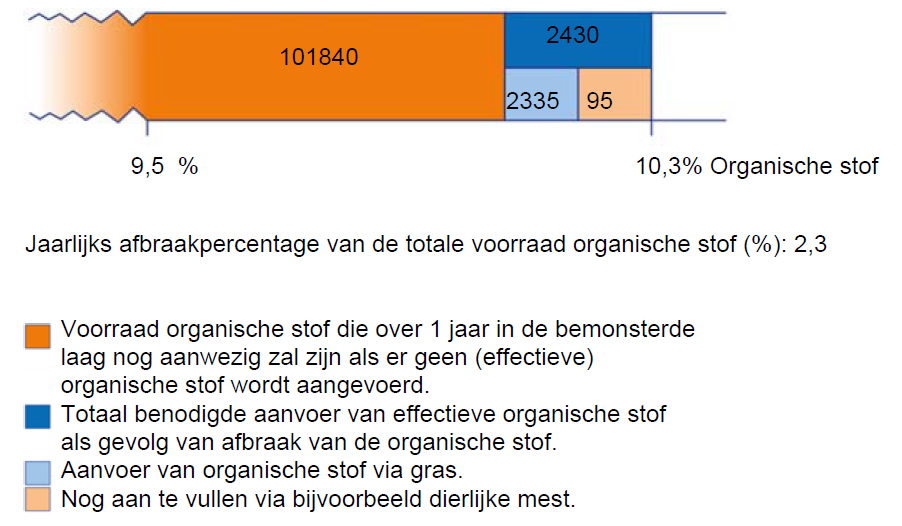 101840
2430
2335
95
9,5 %
10,3% Organische stof
Jaarlijks afbraakpercentage van de totale voorraad organische stof (%): 2,3
Voorraad organische stof die over 1 jaar in de bemonsterde
laag nog aanwezig zal zijn als er geen (effectieve)
organische stof wordt aangevoerd.
Totaal benodigde aanvoer van effectieve organische stof
als gevolg van afbraak van de organische stof.
Aanvoer van organische stof via gras.
Nog aan te vullen via bijvoorbeeld dierlijke mest.